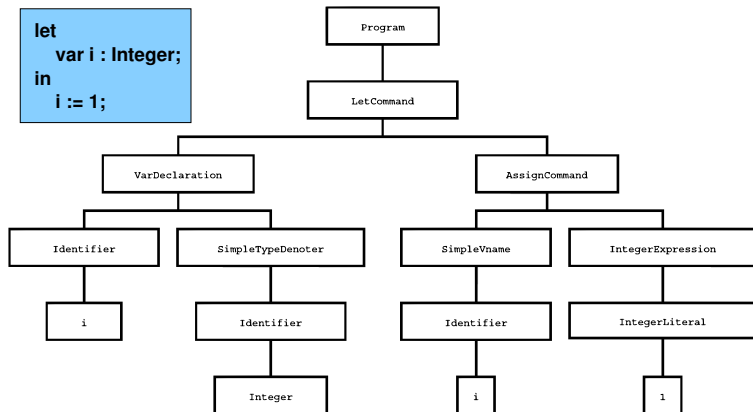 let
var i : Integer;
in
i := 1;
Program
LetCommand
VarDeclaration
AssignCommand
Identifier
SimpleTypeDenoter
SimpleVname
IntegerExpression
i
Identifier
Identifier
IntegerLiteral
Integer
i
1